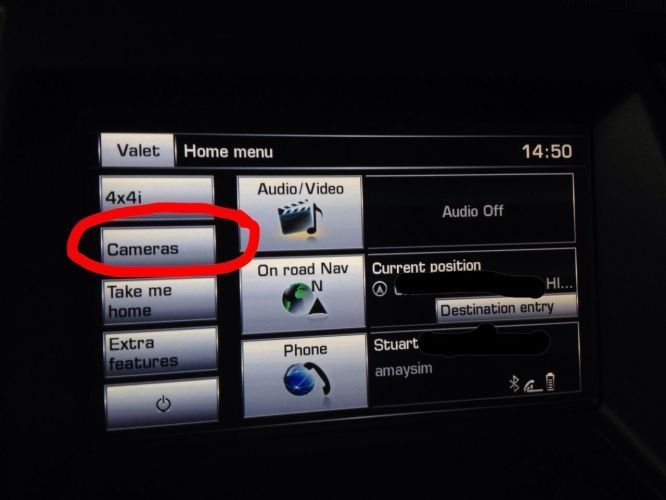 Valet
Home menu
14:50
4x4i
Cameras
Take me
home
Extra
features
Audio/Video
Audio Off
On road Nav
N
Current position
HI...
Destination entry
Phone
Stuart
amaysim